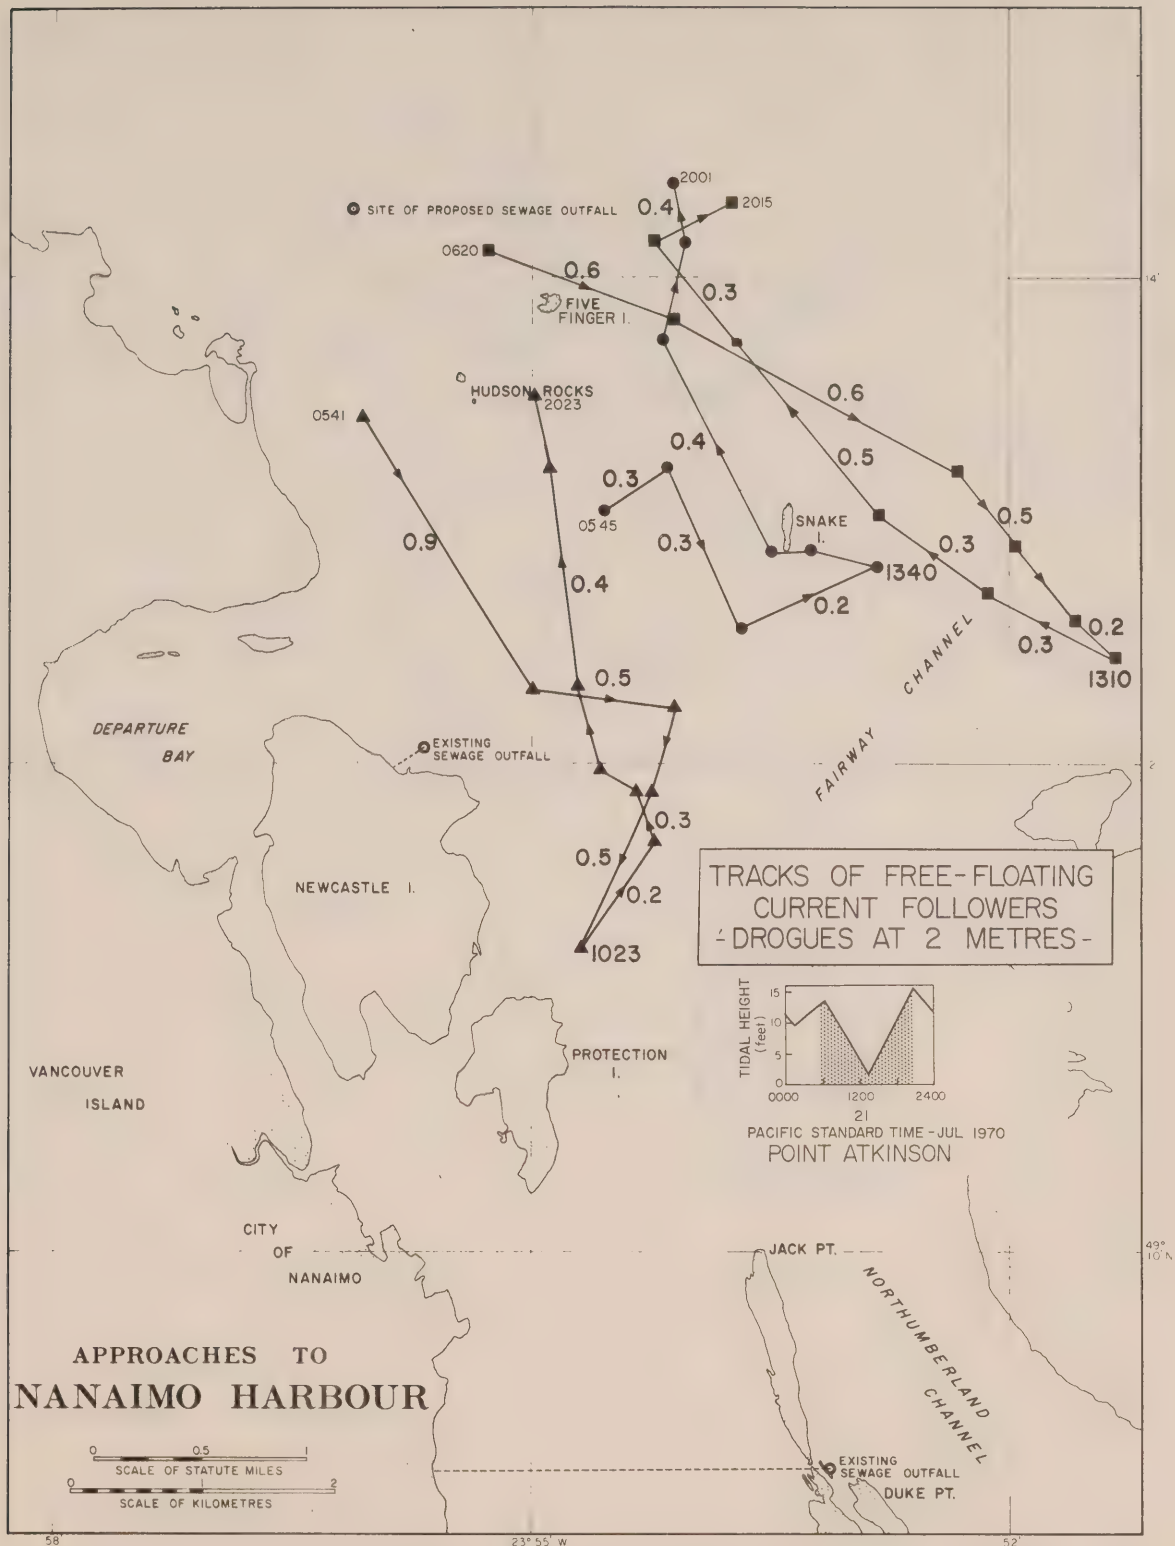 2001
SITE OF PROPOSED SEWAGE OUTFALL
0.4
2015
0620
0.6
14'
FIVE
FINGER I.
0.3
HUDSON ROCKS
2023
0541
0.6
0.4
0.5
0.3
0545
SNAKE
I.
0.5
0.9
0.3
0.3
1340
0.4
0.2
0.2
0.3
1310
0.5
FAIRWAY CHANNEL
DEPARTURE
BAY
EXISTING
SEWAGE OUTFALL
0.3
0.5
0.2
NEWCASTLE I.
1023
TRACKS OF FREE-FLOATING
CURRENT FOLLOWERS
- DROGUES AT 2 METRES -
TIDAL HEIGHT
(feet)
15
10
5
0
0000 1200 2400
21
PACIFIC STANDARD TIME - JUL 1970
POINT ATKINSON
PROTECTION
I.
VANCOUVER
ISLAND
CITY
OF
NANAIMO
JACK PT.
49°
10' N
NORTHUMBERLAND
CHANNEL
APPROACHES TO
NANAIMO HARBOUR
0 0.5 1
SCALE OF STATUTE MILES
0 1 2
SCALE OF KILOMETRES
EXISTING
SEWAGE OUTFALL
DUKE PT.
58'
23° 55' W
52'